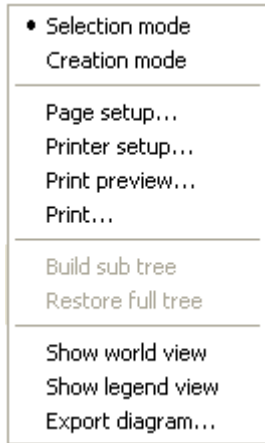 Selection mode
Creation mode
Page setup...
Printer setup...
Print preview...
Print...
Build sub tree
Restore full tree
Show world view
Show legend view
Export diagram...